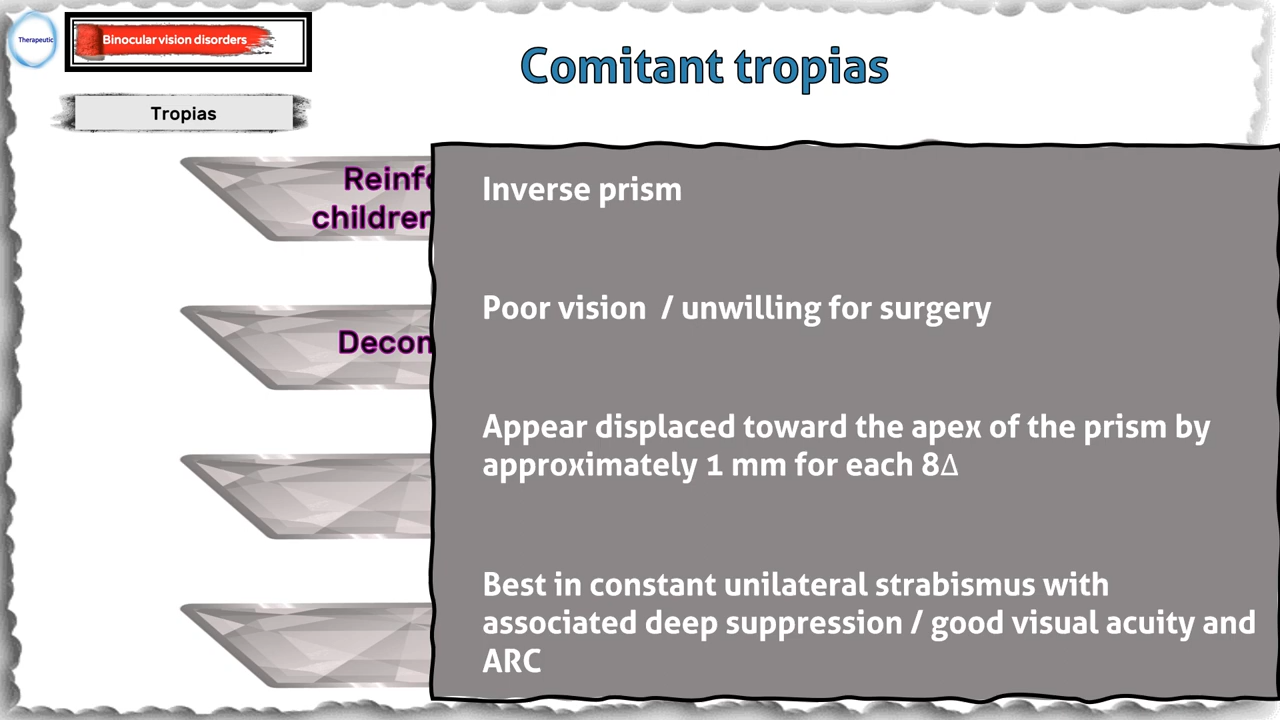 Therapeutic
Binocular vision disorders
Comitant tropias
Tropias
Inverse prism
Poor vision / unwilling for surgery
Appear displaced toward the apex of the prism by
approximately 1 mm for each 8Δ
Best in constant unilateral strabismus with
associated deep suppression / good visual acuity and
ARC